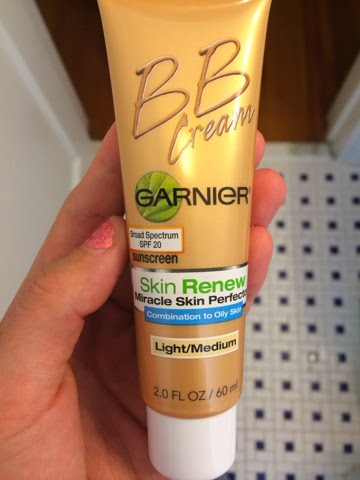 BB
Cream
GARNIER
Broad Spectrum
SPF 20
sunscreen
Skin Renew
Miracle Skin Perfecto
Combination to Oily Skin
Light/Medium
2.0 FL OZ / 60 ml